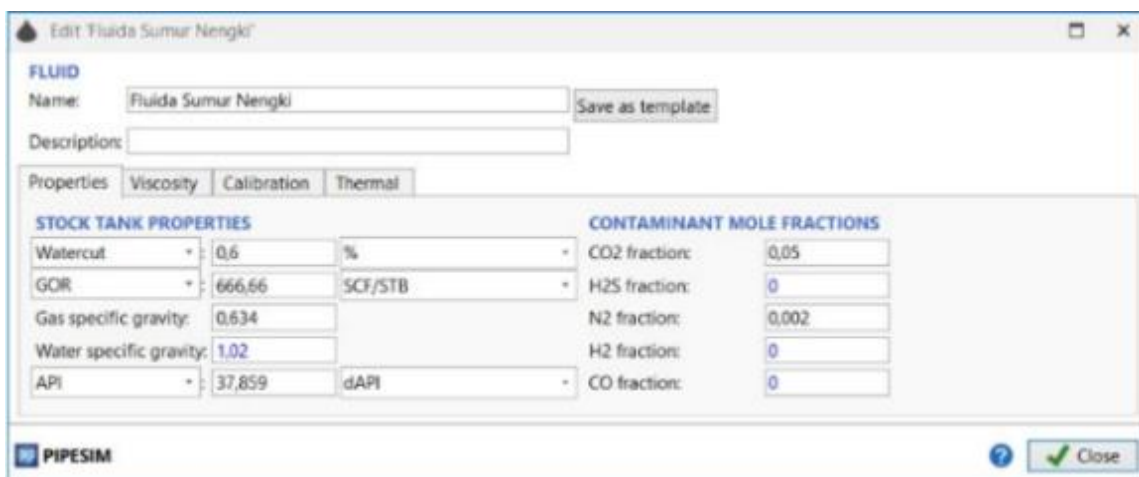 Edit 'Fluida Sumur Nengki'
FLUID
Name: Fluida Sumur Nengki Save as template
Description:
Properties Viscosity Calibration Thermal
STOCK TANK PROPERTIES CONTAMINANT MOLE FRACTIONS
Watercut : 0,6 % CO2 fraction: 0,05
GOR : 666,66 SCF/STB H2S fraction: 0
Gas specific gravity: 0,634 N2 fraction: 0,002
Water specific gravity: 1,02 H2 fraction: 0
API : 37,859 dAPI CO fraction: 0
PIPESIM ? Close